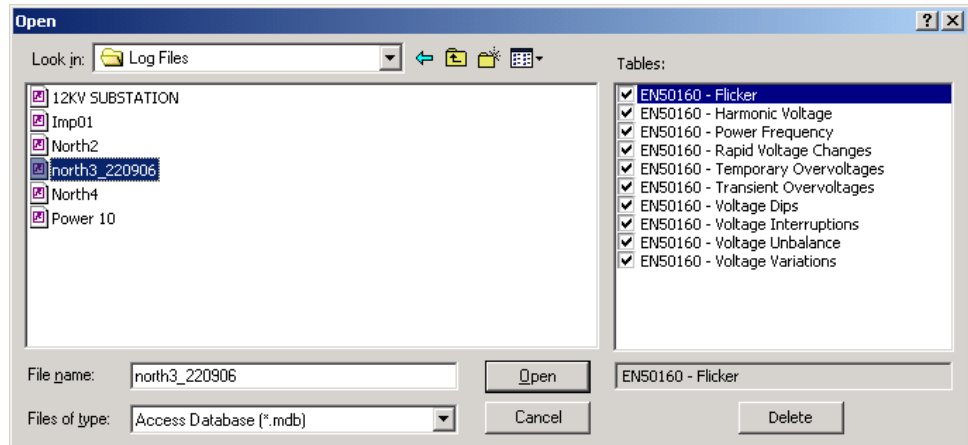 Open
Look in: Log Files
12KV SUBSTATION
Imp01
North2
north3_220906
North4
Power 10
File name: north3_220906 Open
Files of type: Access Database (*.mdb) Cancel
Tables:
EN50160 - Flicker
EN50160 - Harmonic Voltage
EN50160 - Power Frequency
EN50160 - Rapid Voltage Changes
EN50160 - Temporary Overvoltages
EN50160 - Transient Overvoltages
EN50160 - Voltage Dips
EN50160 - Voltage Interruptions
EN50160 - Voltage Unbalance
EN50160 - Voltage Variations
EN50160 - Flicker
Delete